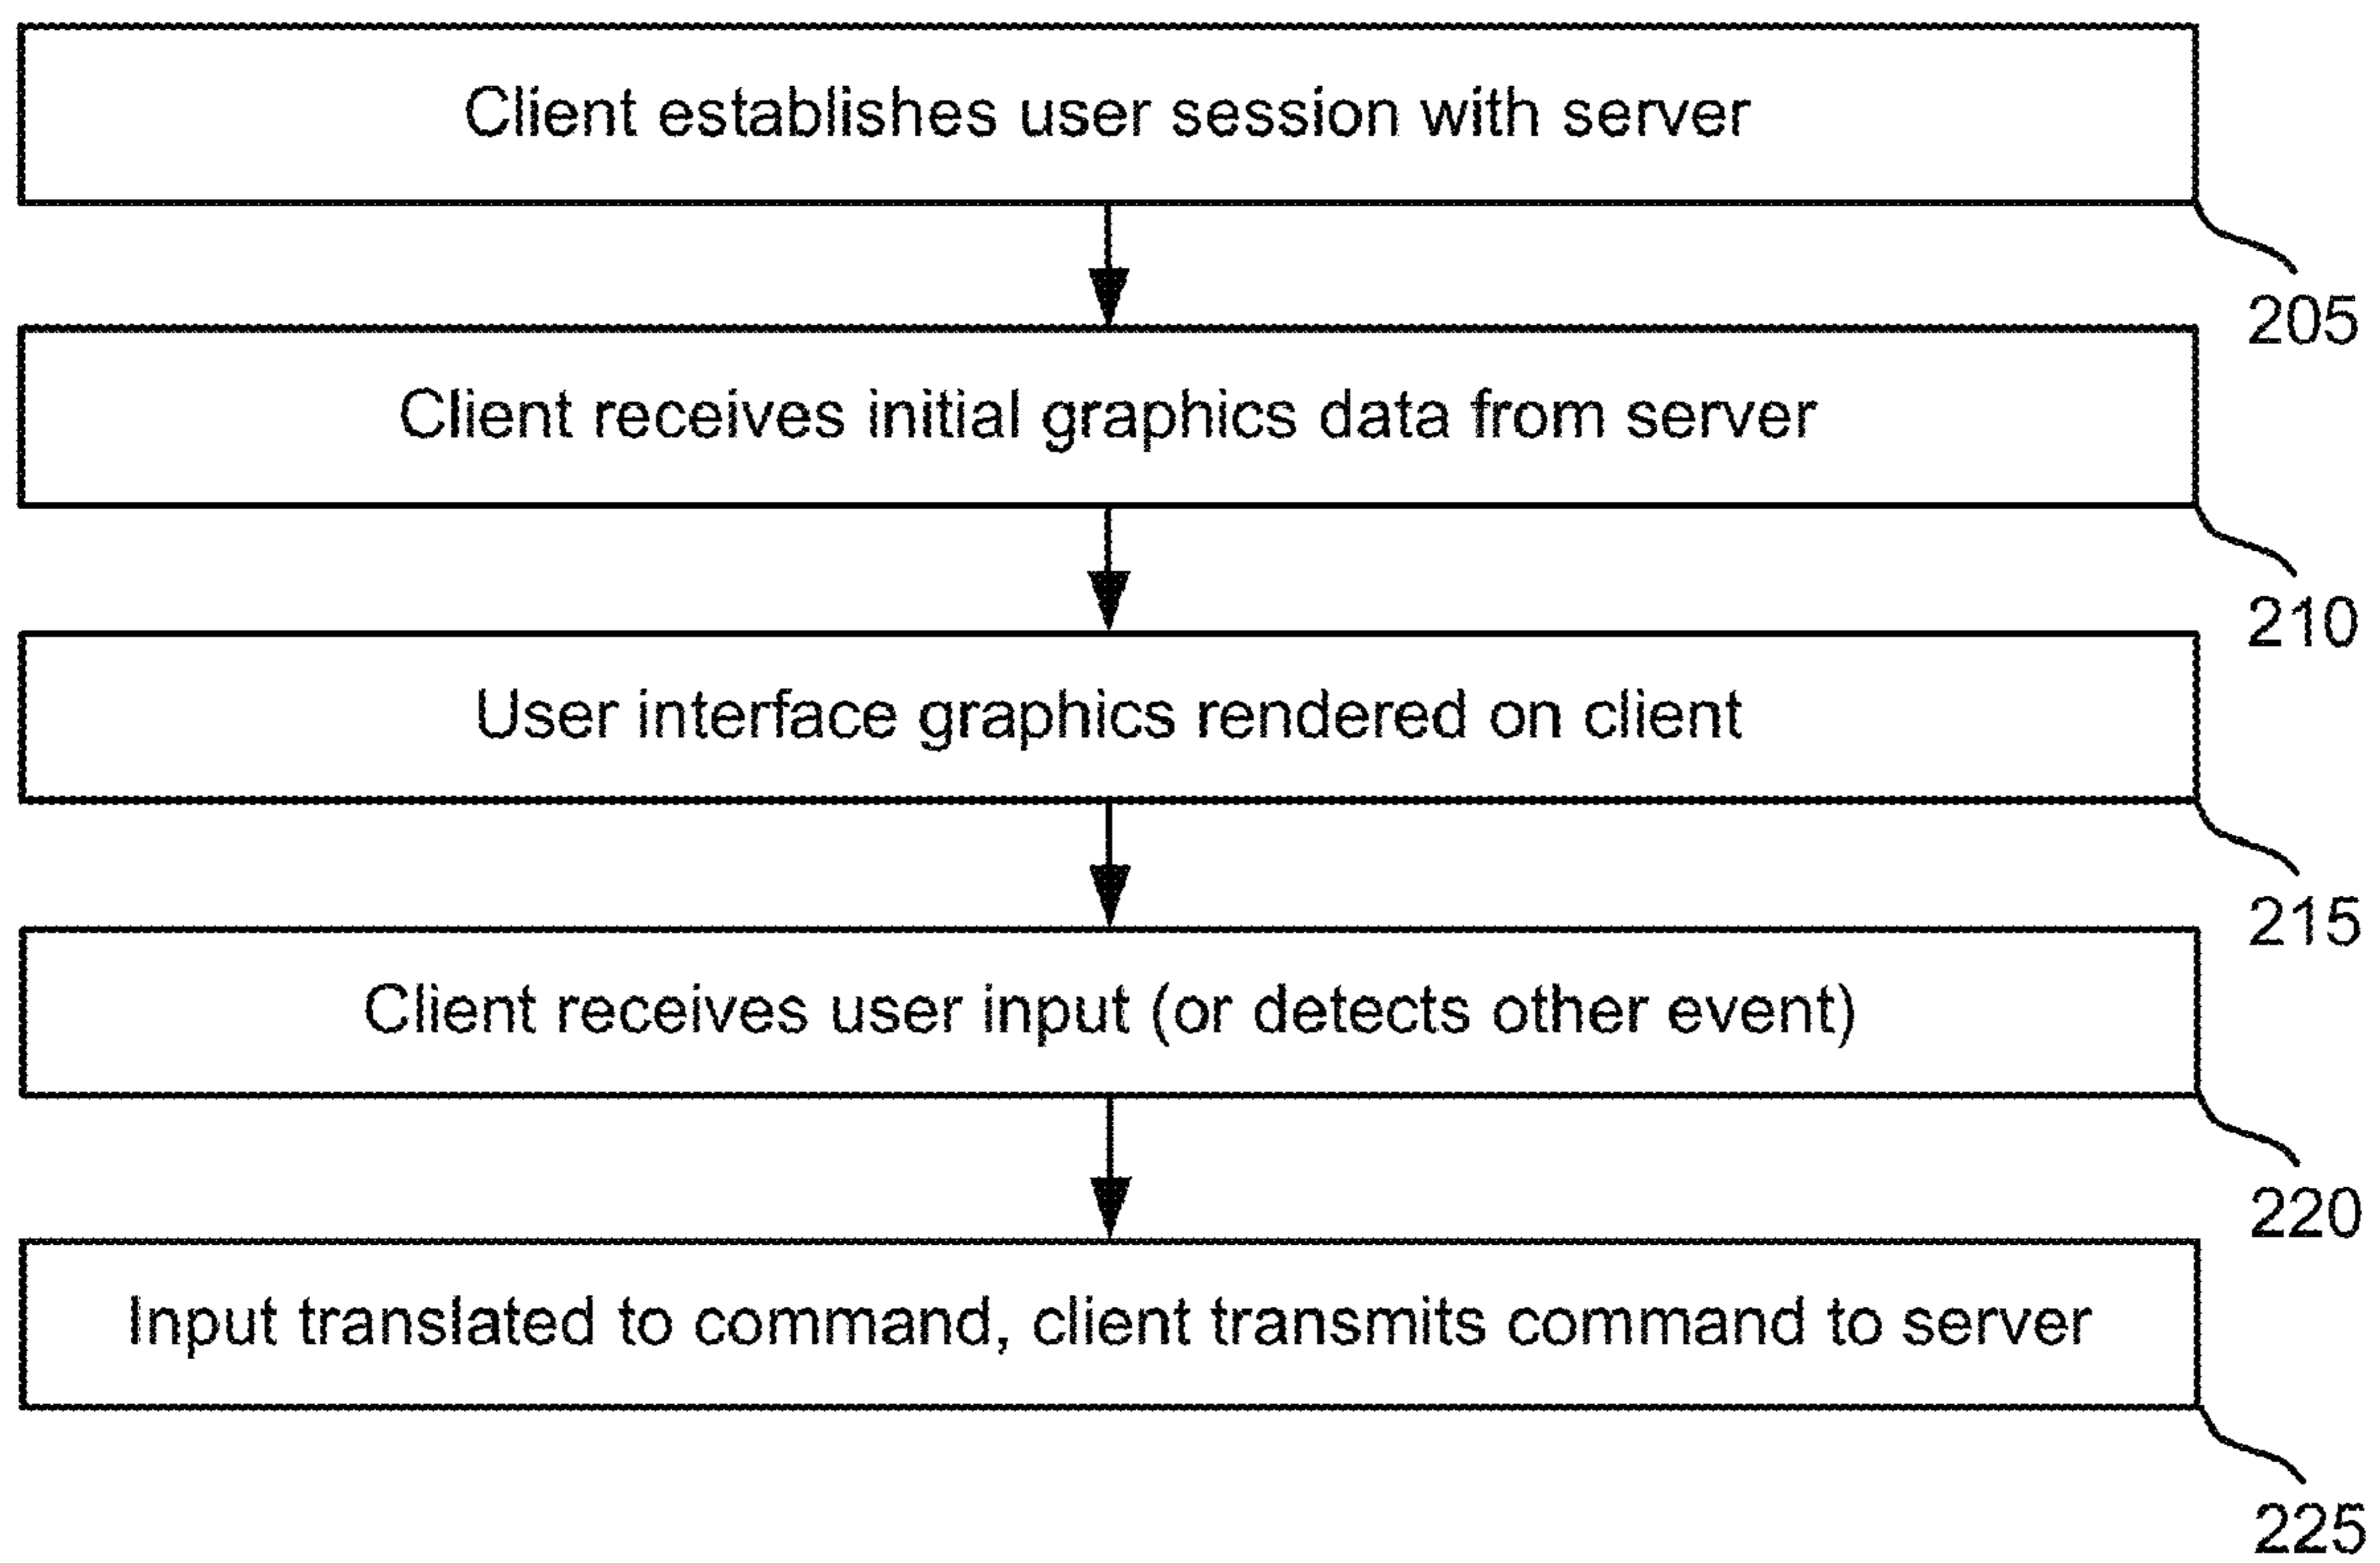 Client establishes user session with server
205
Client receives initial graphics data from server
210
User interface graphics rendered on client
215
Client receives user input (or detects other event)
220
Input translated to command, client transmits command to server
225